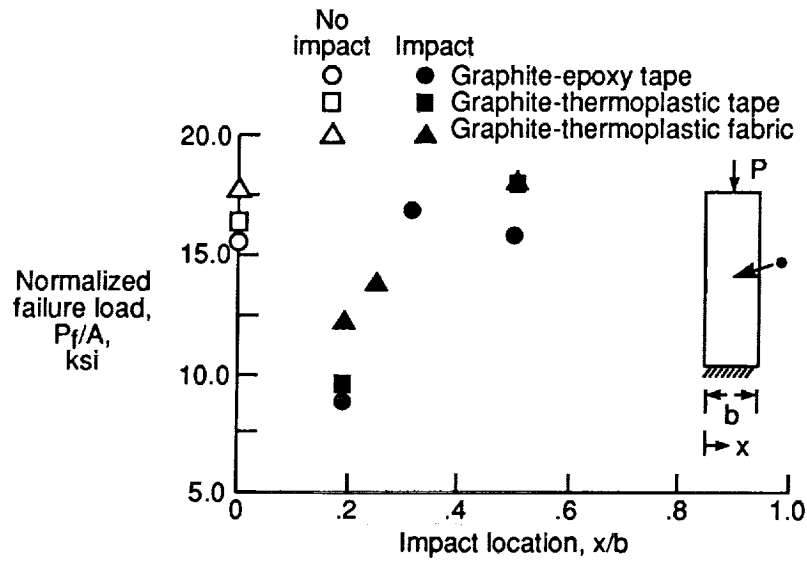 No
impact Impact
Graphite-epoxy tape
Graphite-thermoplastic tape
Graphite-thermoplastic fabric
20.0
15.0
10.0
5.0
Normalized
failure load,
Pf/A,
ksi
0 .2 .4 .6 .8 1.0
Impact location, x/b
P
b
x